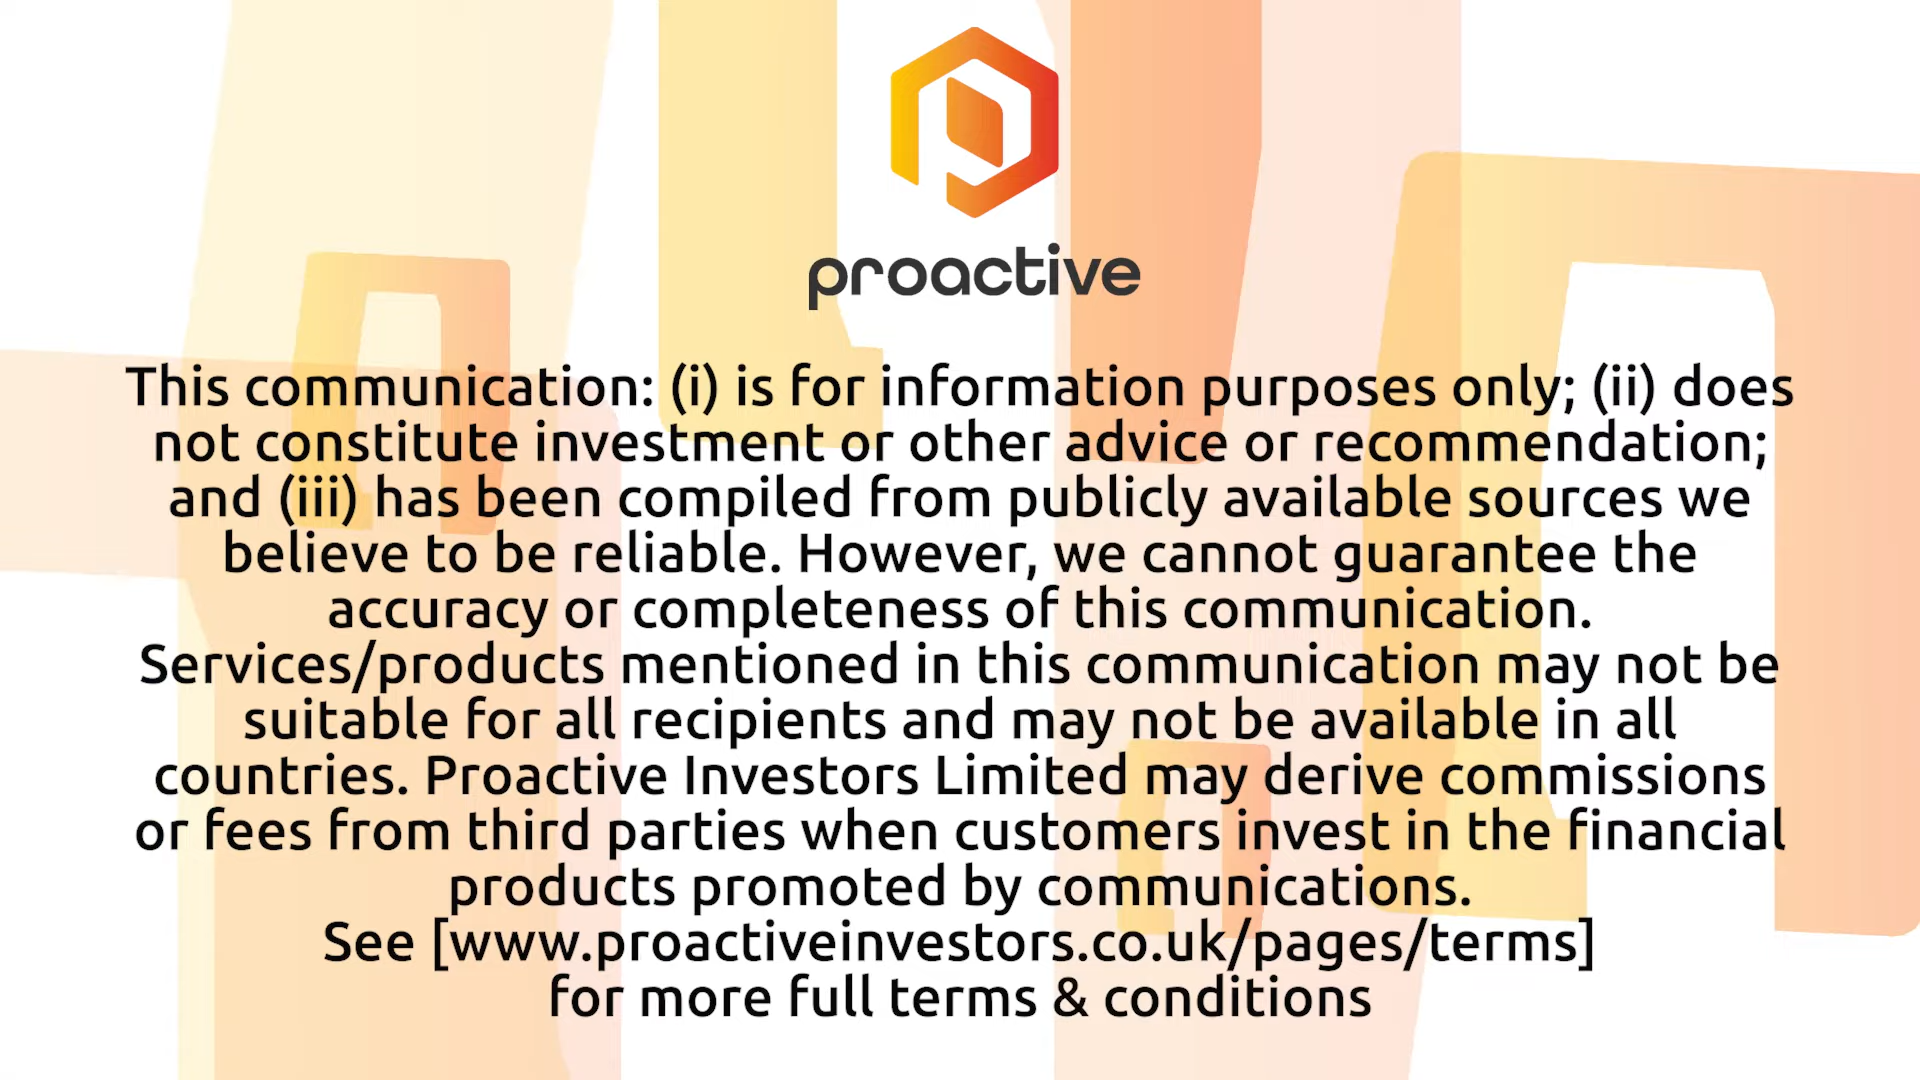 proactive
This communication: (i) is for information purposes only; (ii) does
not constitute investment or other advice or recommendation;
and (iii) has been compiled from publicly available sources we
believe to be reliable. However, we cannot guarantee the
accuracy or completeness of this communication.
Services/products mentioned in this communication may not be
suitable for all recipients and may not be available in all
countries. Proactive Investors Limited may derive commissions
or fees from third parties when customers invest in the financial
products promoted by communications.
See [www.proactiveinvestors.co.uk/pages/terms]
for more full terms & conditions